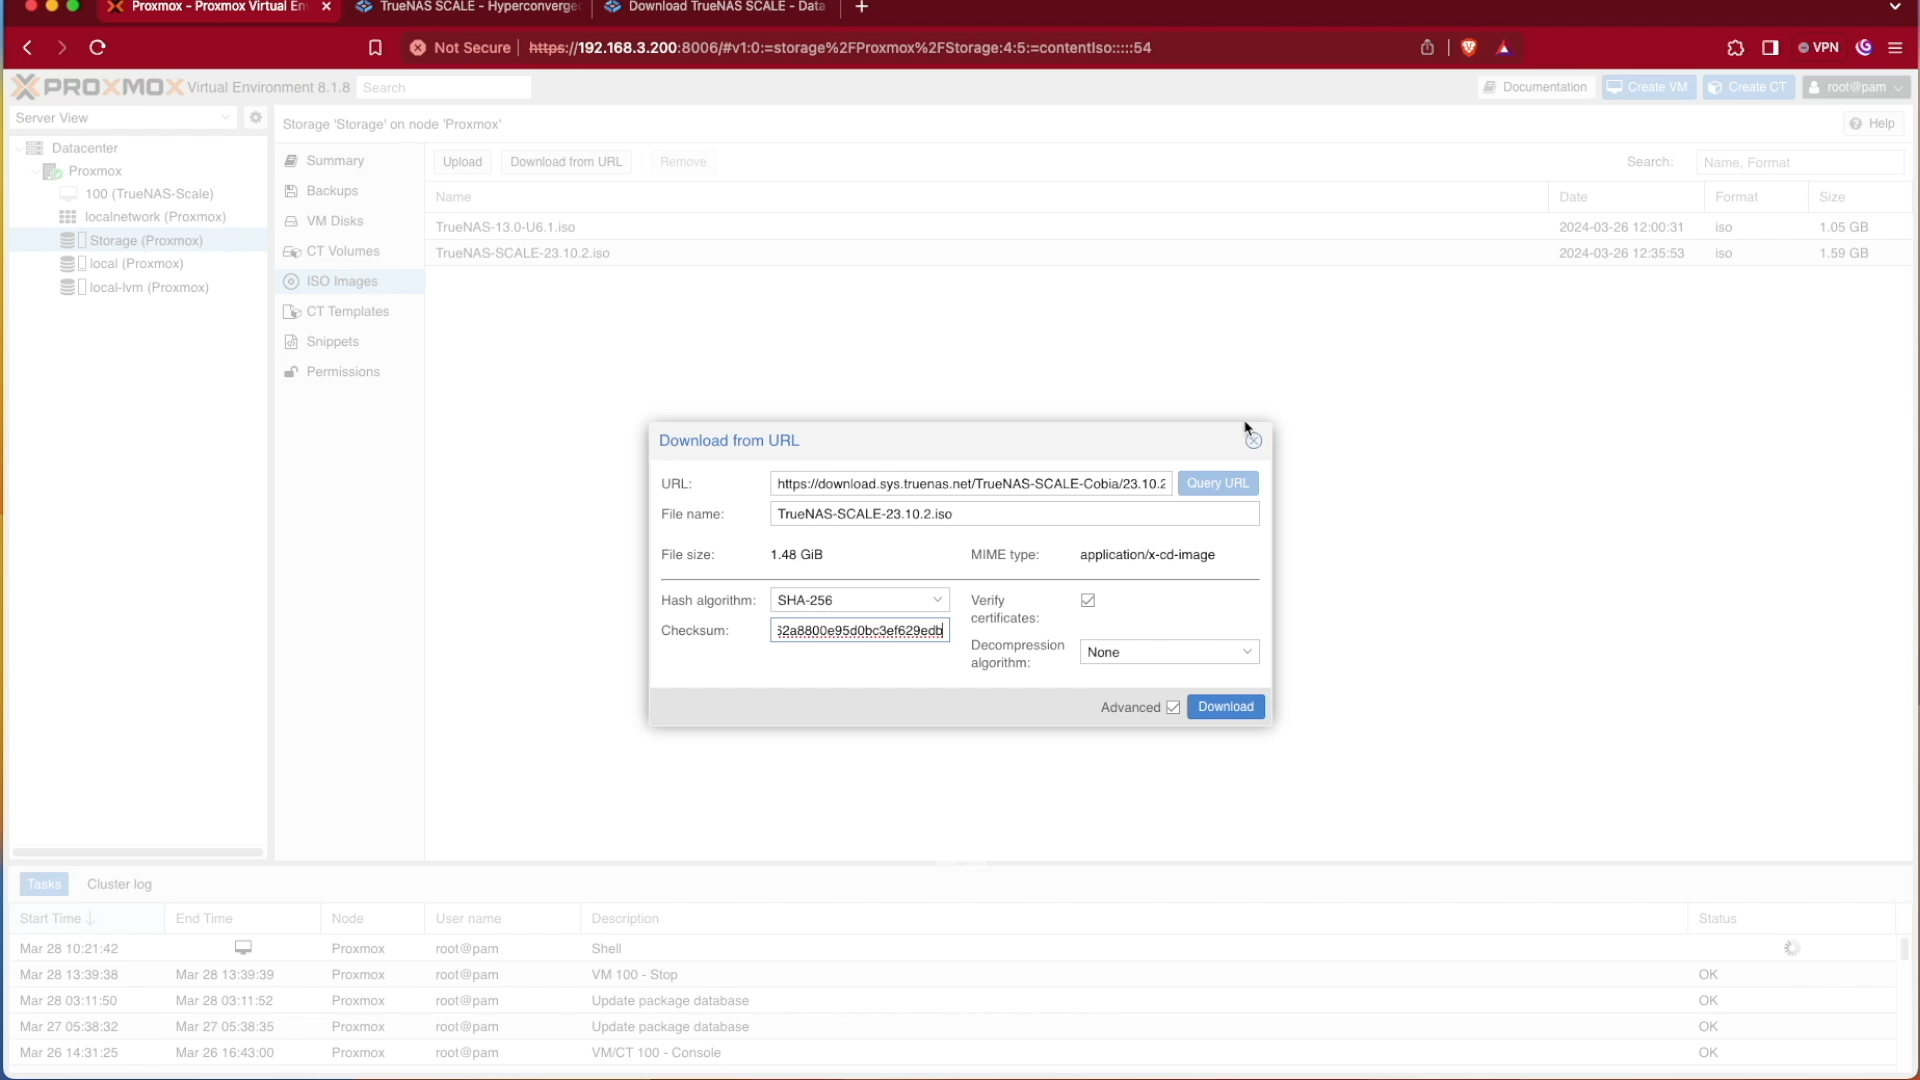 Proxmox - Proxmox Virtual En
TrueNAS SCALE - Hyperconverge
Download TrueNAS SCALE - Data
Not Secure https://192.168.3.200:8006/#v1:0:=storage%2FProxmox%2FStorage:4:5:=contentIso:::::54
VPN
PROXMOX Virtual Environment 8.1.8 Search
Documentation Create VM Create CT root@pam
Server View
Storage 'Storage' on node 'Proxmox'
Help
Datacenter
Proxmox
100 (TrueNAS-Scale)
localnetwork (Proxmox)
Storage (Proxmox)
local (Proxmox)
local-lvm (Proxmox)
Summary
Backups
VM Disks
CT Volumes
ISO Images
CT Templates
Snippets
Permissions
Upload Download from URL Remove Search: Name, Format
Name Date Format Size
TrueNAS-13.0-U6.1.iso 2024-03-26 12:00:31 iso 1.05 GB
TrueNAS-SCALE-23.10.2.iso 2024-03-26 12:35:53 iso 1.59 GB
Download from URL
URL: https://download.sys.truenas.net/TrueNAS-SCALE-Cobia/23.10.2 Query URL
File name: TrueNAS-SCALE-23.10.2.iso
File size: 1.48 GiB MIME type: application/x-cd-image
Hash algorithm: SHA-256
Verify
certificates:
Checksum: 2a8800e95d0bc3ef629edb
Decompression
algorithm:
None
Advanced Download
Tasks Cluster log
Start Time End Time Node User name Description Status
Mar 28 10:21:42 Proxmox root@pam Shell
Mar 28 13:39:38 Mar 28 13:39:39 Proxmox root@pam VM 100 - Stop OK
Mar 28 03:11:50 Mar 28 03:11:52 Proxmox root@pam Update package database OK
Mar 27 05:38:32 Mar 27 05:38:35 Proxmox root@pam Update package database OK
Mar 26 14:31:25 Mar 26 16:43:00 Proxmox root@pam VM/CT 100 - Console OK